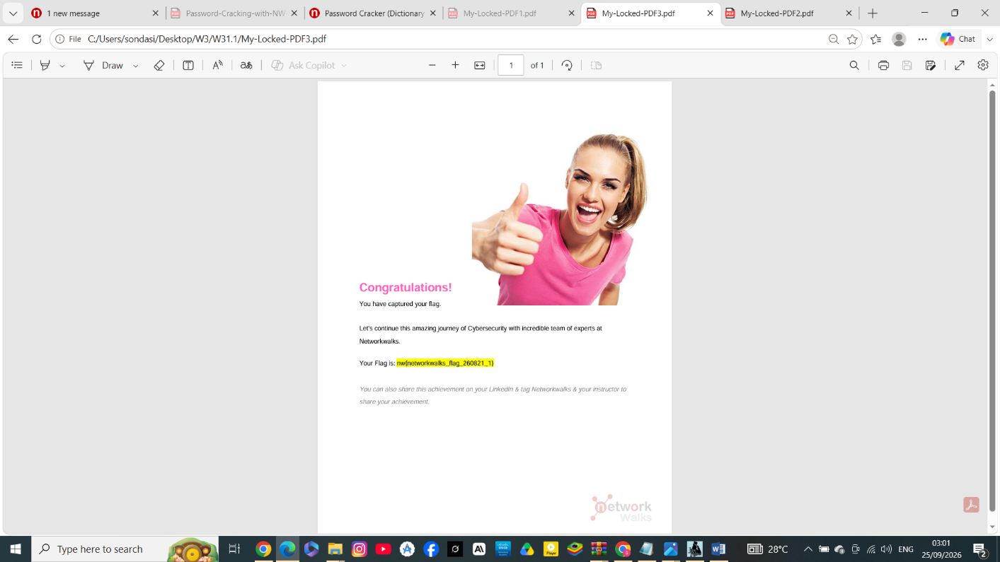 1 new message
Password-Cracking-with-NW
Password Cracker (Dictionary
My-Locked-PDF1.pdf
My-Locked-PDF3.pdf
My-Locked-PDF2.pdf
File C:/Users/sondasi/Desktop/W3/W31.1/My-Locked-PDF3.pdf
Chat
Draw
Ask Copilot
1 of 1
Congratulations!
You have captured your flag.
Let's continue this amazing journey of Cybersecurity with incredible team of experts at
Networkwalks.
Your Flag is: nw{networkwalks_flag_260821_1}
You can also share this achievement on your LinkedIn & tag Networkwalks & your instructor to
share your achievement.
network
Walks
Type here to search
28°C
ENG
03:01
25/09/2026
2